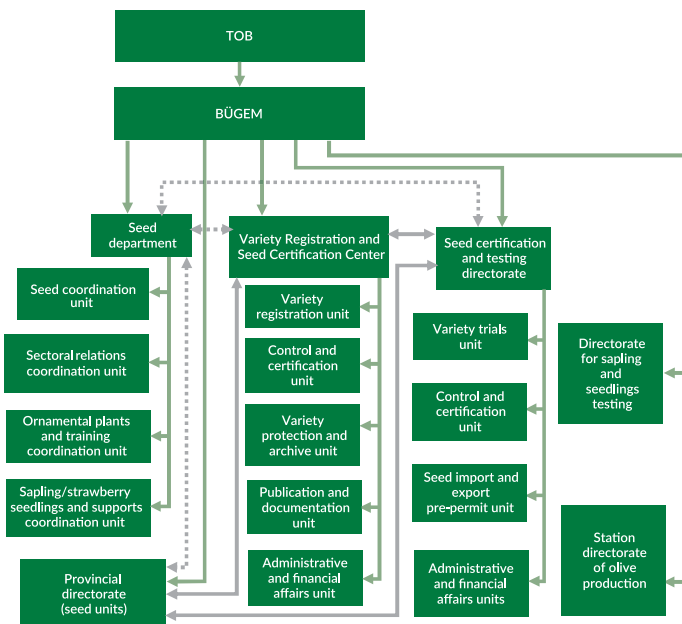 TOB
BÜGEM
Seed
department
Variety Registration and
Seed Certification Center
Seed certification
and testing
directorate
Seed coordination
unit
Sectoral relations
coordination unit
Ornamental plants
and training
coordination unit
Sapling/strawberry
seedlings and supports
coordination unit
Provincial
directorate
(seed units)
Variety
registration unit
Control and
certification
unit
Variety
protection and
archive unit
Publication and
documentation
unit
Administrative
and financial
affairs unit
Variety trials
unit
Control and
certification
unit
Seed import and
export
pre-permit unit
Administrative
and financial
affairs units
Directorate
for sapling
and
seedlings
testing
Station
directorate
of olive
production